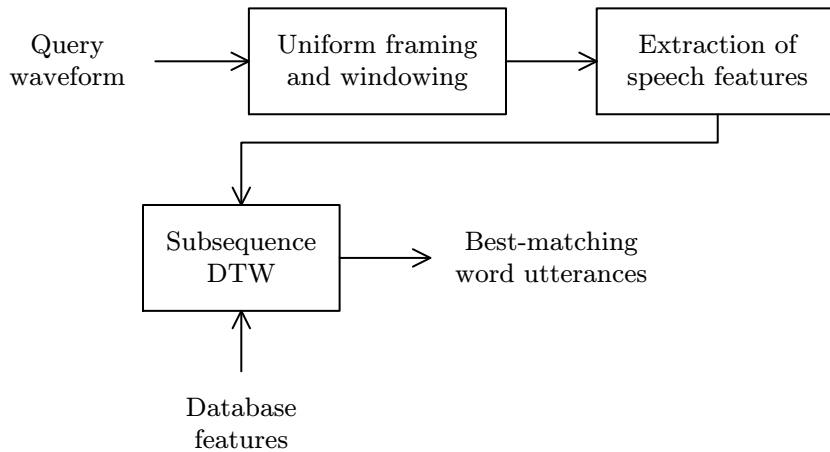 Query
waveform
Uniform framing
and windowing
Extraction of
speech features
Subsequence
DTW
Best-matching
word utterances
Database
features